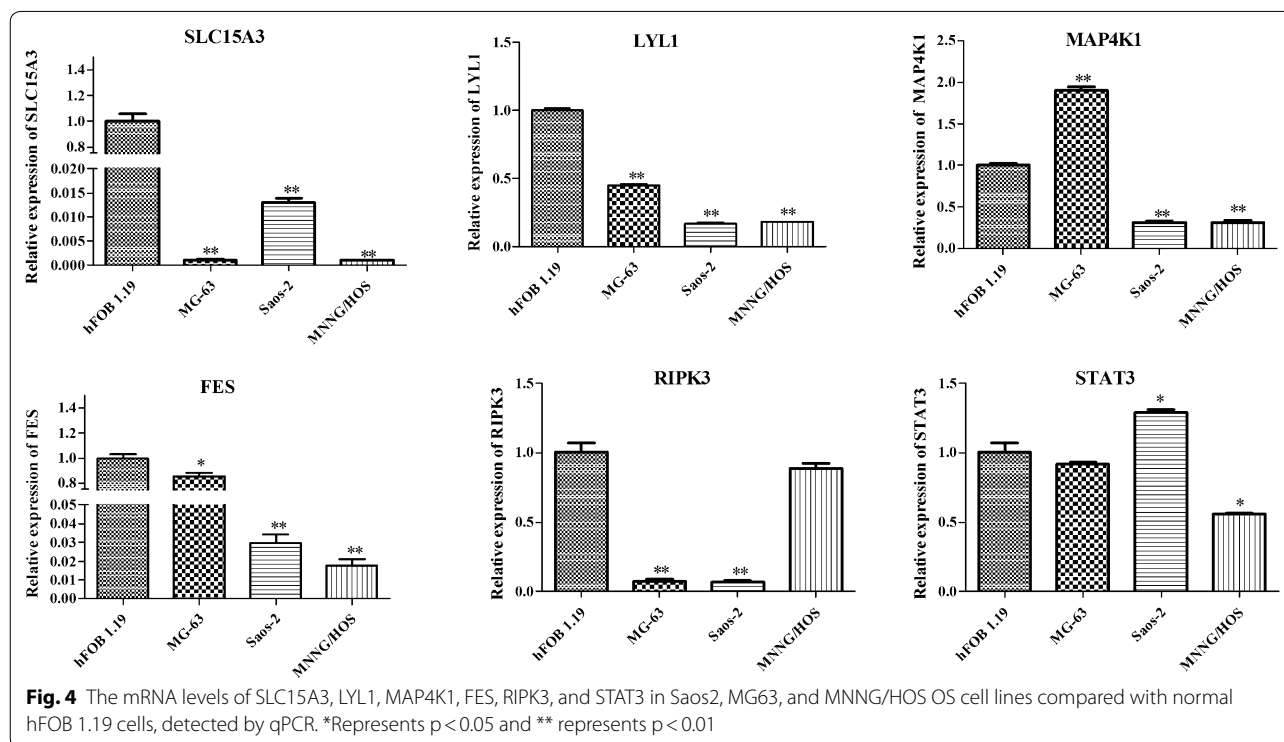 SLC15A3
Relative expression of SLC15A3
1.4
1.2
1.0
0.8
0.020
0.015
0.010
0.005
0.000
**
**
**
hFOB 1.19
MG-63
Saos-2
MNNG/HOS
LYL1
Relative expression of LYL1
1.5
1.0
0.5
0.0
**
**
**
hFOB 1.19
MG-63
Saos-2
MNNG/HOS
MAP4K1
Relative expression of MAP4K1
2.5
2.0
1.5
1.0
0.5
0.0
**
**
**
hFOB 1.19
MG-63
Saos-2
MNNG/HOS
FES
Relative expression of FES
1.4
1.2
1.0
0.8
0.05
0.04
0.03
0.02
0.01
0.00
*
**
**
hFOB 1.19
MG-63
Saos-2
MNNG/HOS
RIPK3
Relative expression of RIPK3
1.5
1.0
0.5
0.0
**
**
hFOB 1.19
MG-63
Saos-2
MNNG/HOS
STAT3
Relative expression of STAT3
1.5
1.0
0.5
0.0
*
*
hFOB 1.19
MG-63
Saos-2
MNNG/HOS
Fig. 4 The mRNA levels of SLC15A3, LYL1, MAP4K1, FES, RIPK3, and STAT3 in Saos2, MG63, and MNNG/HOS OS cell lines compared with normal
hFOB 1.19 cells, detected by qPCR. *Represents p < 0.05 and ** represents p < 0.01